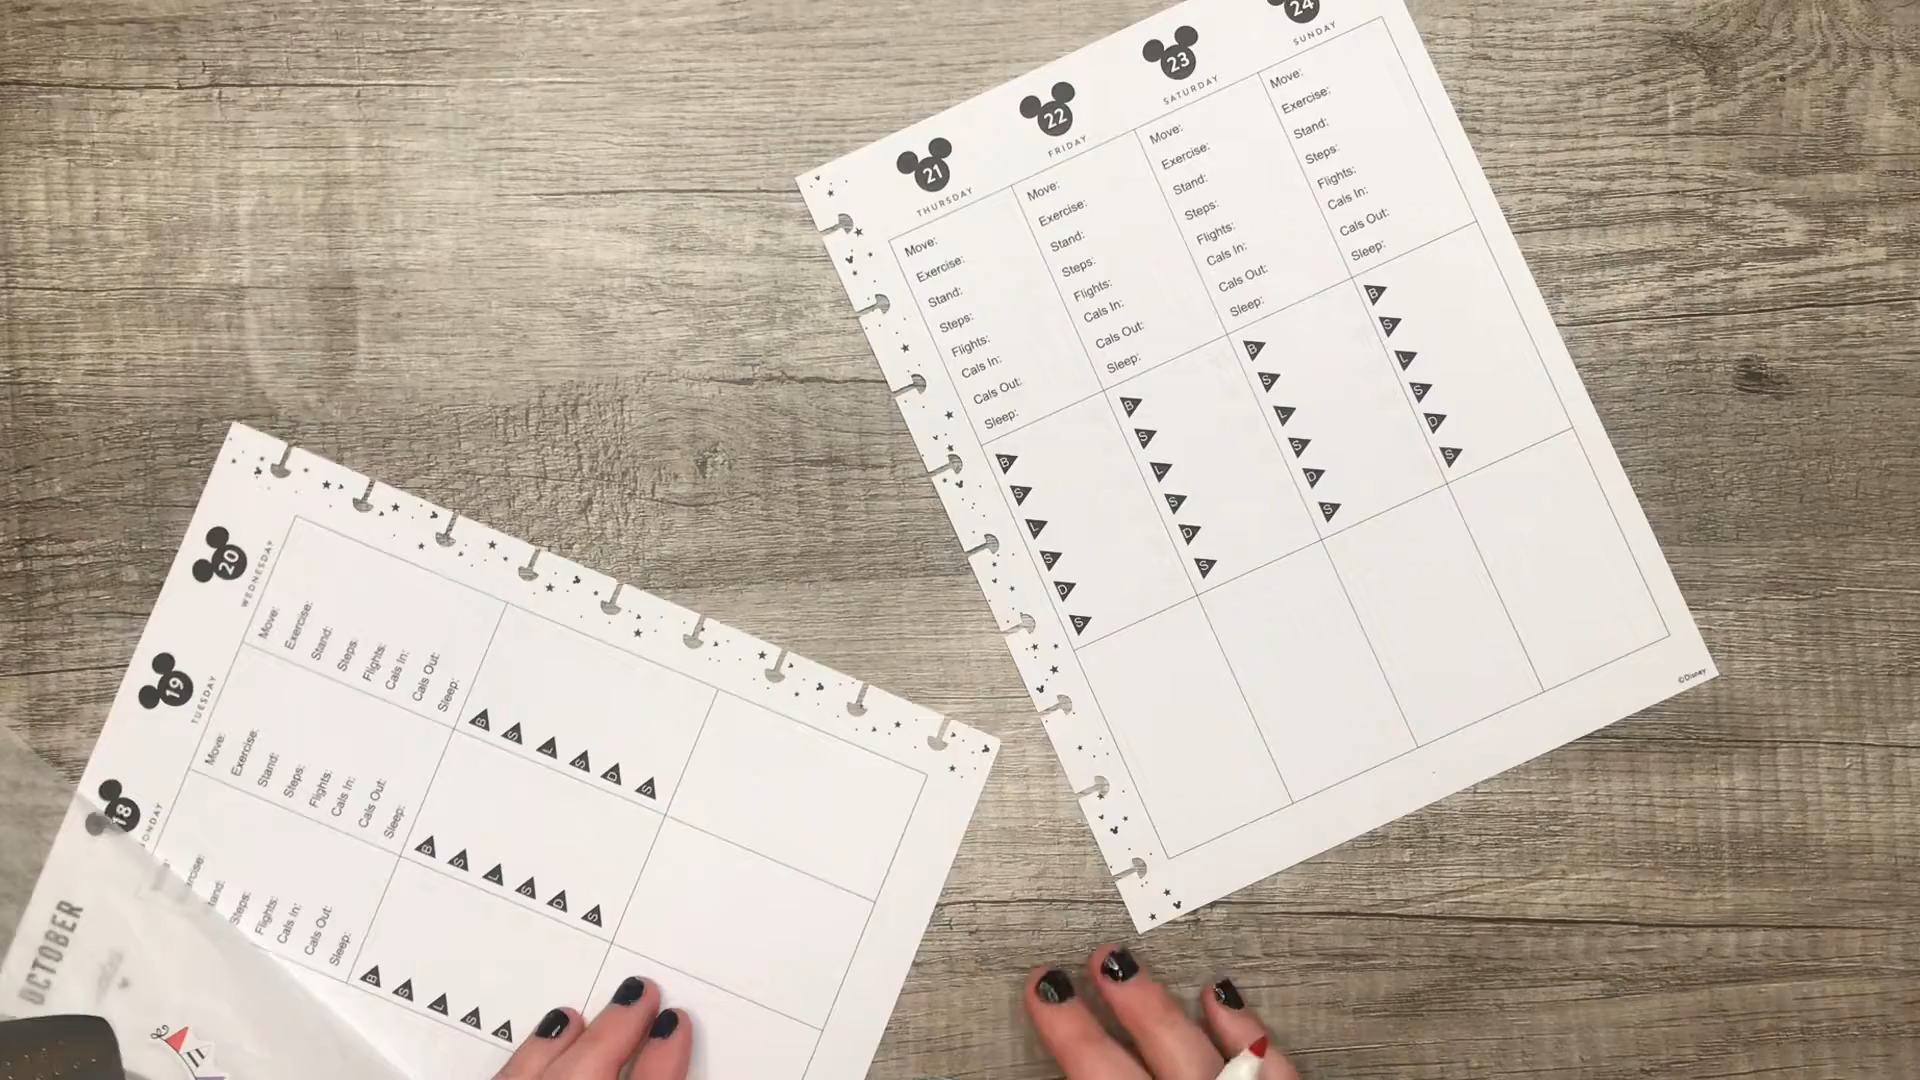 OCTOBER
18
19
TUESDAY
Move:
Exercise:
Stand:
Steps:
Flights:
Cals In:
Cals Out:
Sleep:
B
S
L
S
D
S
20
WEDNESDAY
Move:
Exercise:
Stand:
Steps:
Flights:
Cals In:
Cals Out:
Sleep:
B
S
L
S
D
S
Steps:
Flights:
Cals In:
Cals Out:
Sleep:
B
S
L
S
D
21
THURSDAY
Move:
Exercise:
Stand:
Steps:
Flights:
Cals In:
Cals Out:
Sleep:
B
S
L
S
D
S
22
FRIDAY
Move:
Exercise:
Stand:
Steps:
Flights:
Cals In:
Cals Out:
Sleep:
B
S
L
S
D
S
23
SATURDAY
Move:
Exercise:
Stand:
Steps:
Flights:
Cals In:
Cals Out:
Sleep:
B
S
L
S
D
S
24
SUNDAY
Move:
Exercise:
Stand:
Steps:
Flights:
Cals In:
Cals Out:
Sleep:
B
S
L
S
D
S
©Disney